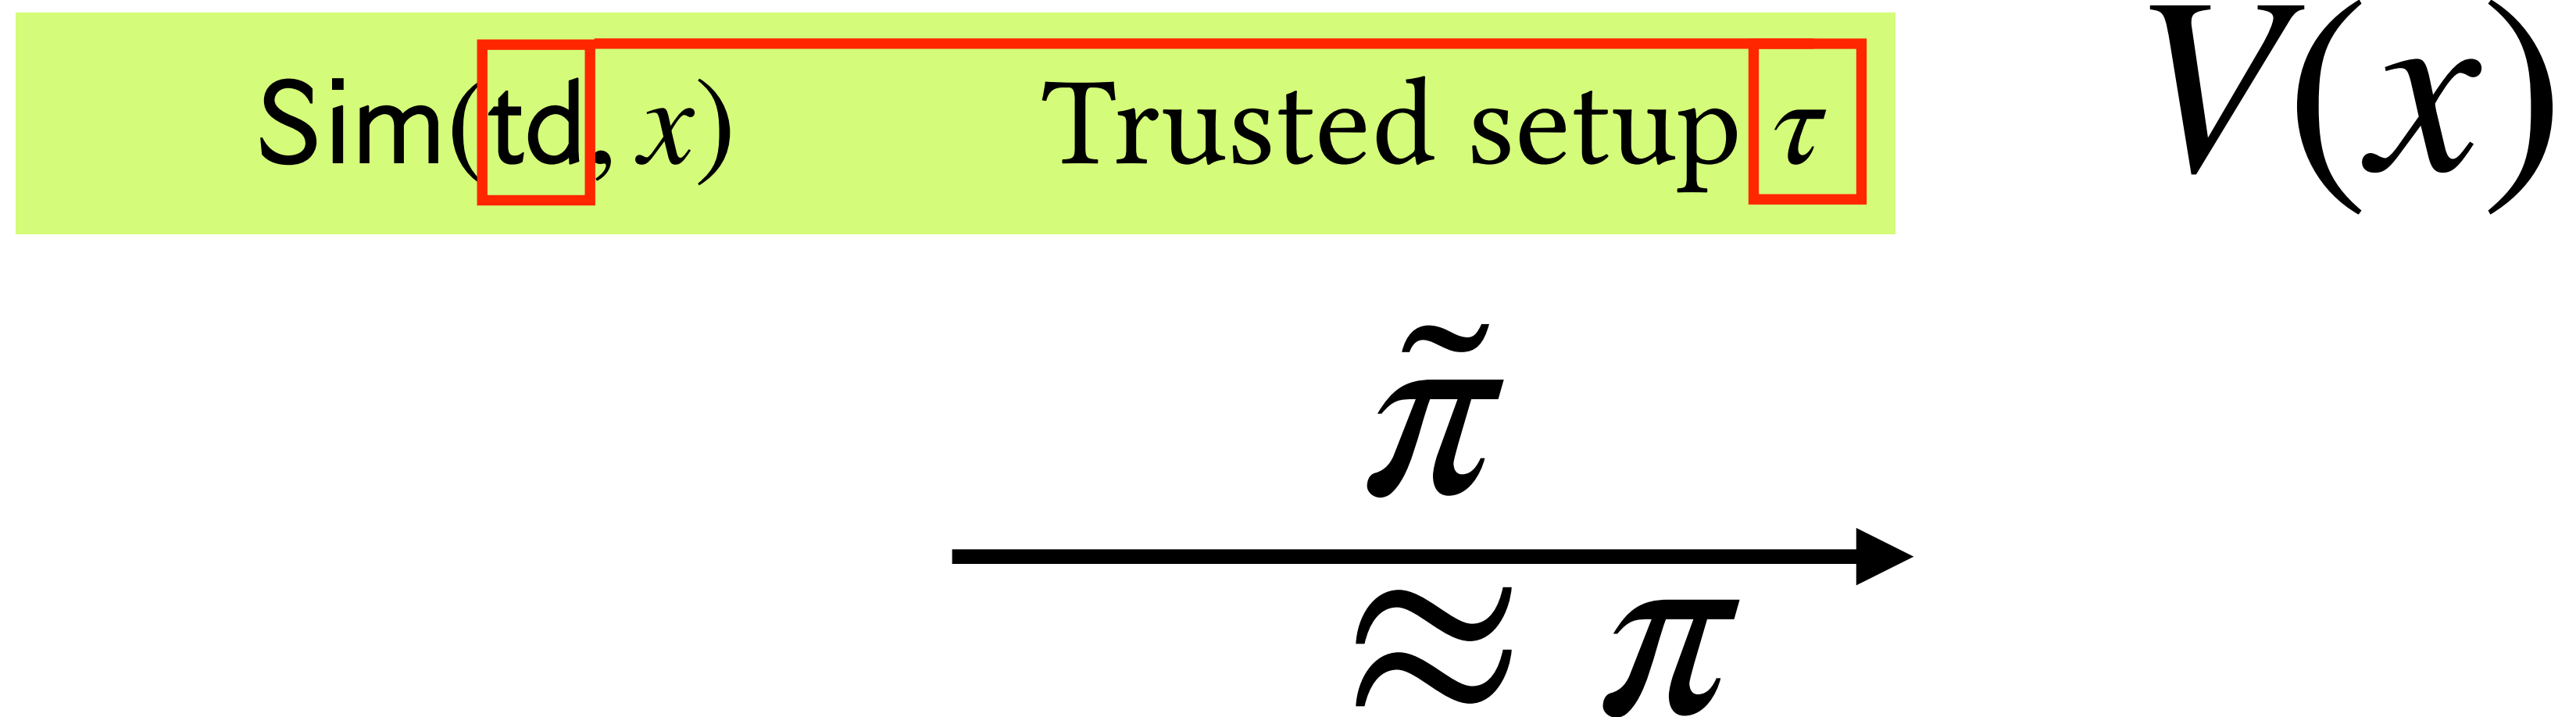 Sim(td, x) Trusted setup τ V(x)
π̃
≈ π